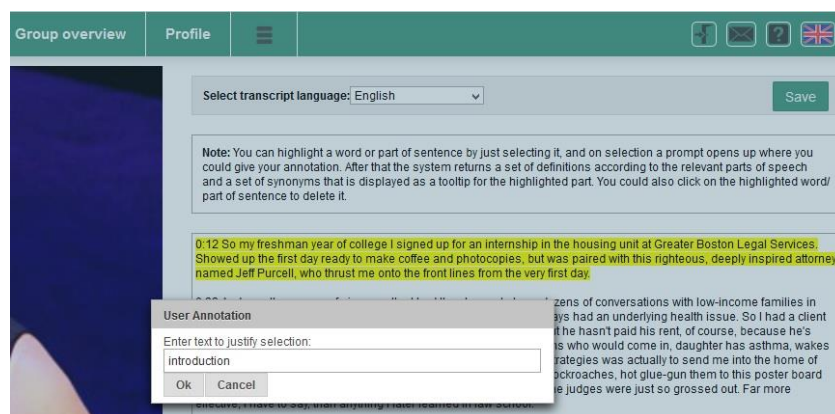 Group overview
Profile
Select transcript language: English
Save
Note: You can highlight a word or part of sentence by just selecting it, and on selection a prompt opens up where you
could give your annotation. After that the system returns a set of definitions according to the relevant parts of speech
and a set of synonyms that is displayed as a tooltip for the highlighted part. You could also click on the highlighted word/
part of sentence to delete it.
0:12 So my freshman year of college I signed up for an internship in the housing unit at Greater Boston Legal Services.
Showed up the first day ready to make coffee and photocopies, but was paired with this righteous, deeply inspired attorney
named Jeff Purcell, who thrust me onto the front lines from the very first day.
zens of conversations with low-income families in
ays had an underlying health issue. So I had a client
t he hasn't paid his rent, of course, because he's
s who would come in, daughter has asthma, wakes
rategies was actually to send me into the home of
ockroaches, hot glue-gun them to this poster board
e judges were just so grossed out. Far more
effective, I have to say, than anything I later learned in law school.
User Annotation
Enter text to justify selection:
introduction
Ok Cancel